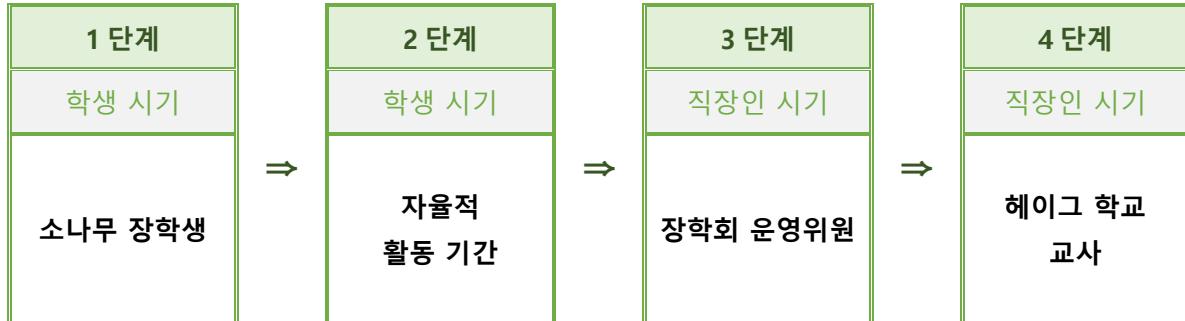 1 단계
학생 시기
소나무 장학생
⇒
2 단계
학생 시기
자율적
활동 기간
⇒
3 단계
직장인 시기
장학회 운영위원
⇒
4 단계
직장인 시기
헤이그 학교
교사